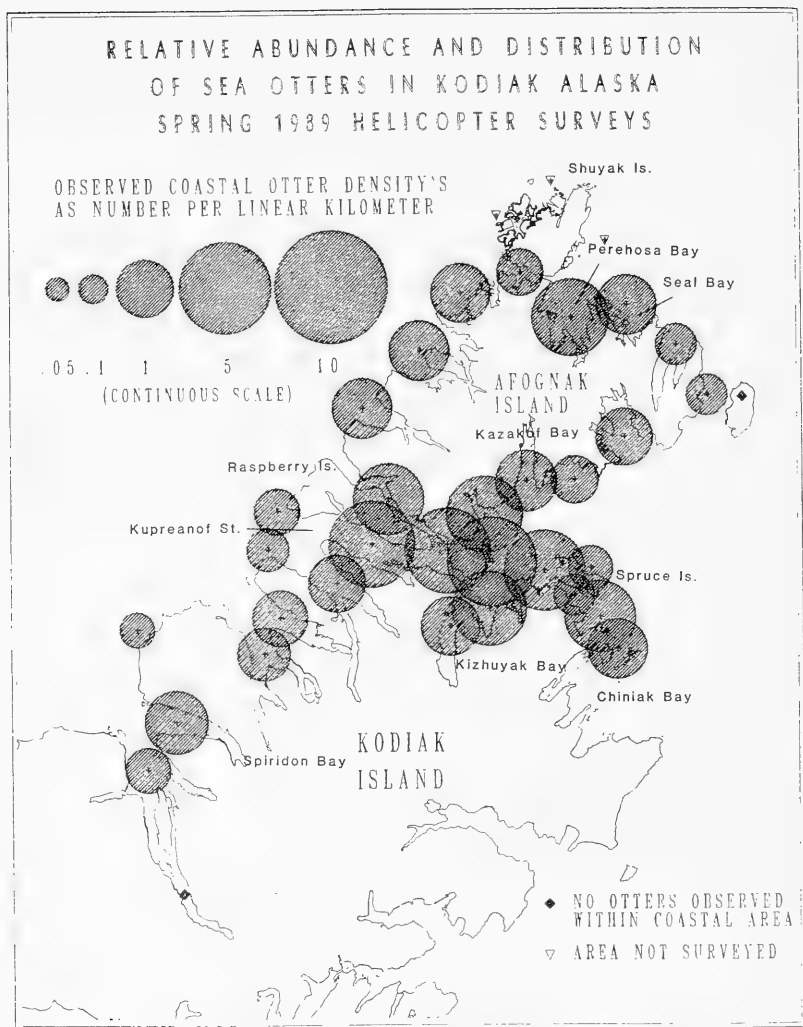 RELATIVE ABUNDANCE AND DISTRIBUTION
OF SEA OTTERS IN KODIAK ALASKA
SPRING 1989 HELICOPTER SURVEYS
Shuyak Is.
OBSERVED COASTAL OTTER DENSITY'S
AS NUMBER PER LINEAR KILOMETER
Perehosa Bay
Seal Bay
.05 .1 1 5 10
(CONTINUOUS SCALE)
AFOGNAK
ISLAND
Kazakof Bay
Raspberry Is.
Kupreanof St.
Spruce Is.
Kizhuyak Bay
Chiniak Bay
KODIAK
ISLAND
Spiridon Bay
NO OTTERS OBSERVED
WITHIN COASTAL AREA
AREA NOT SURVEYED